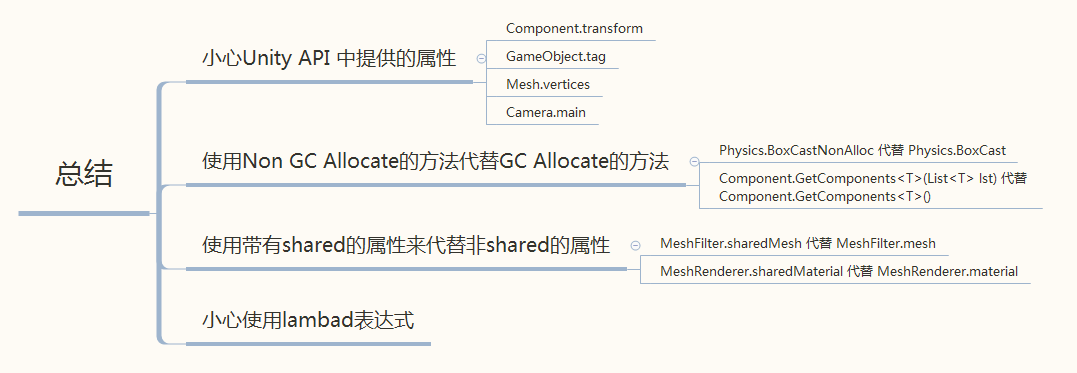 总结
小心Unity API 中提供的属性
Component.transform
GameObject.tag
Mesh.vertices
Camera.main
使用Non GC Allocate的方法代替GC Allocate的方法
Physics.BoxCastNonAlloc 代替 Physics.BoxCast
Component.GetComponents<T>(List<T> lst) 代替
Component.GetComponents<T>()
使用带有shared的属性来代替非shared的属性
MeshFilter.sharedMesh 代替 MeshFilter.mesh
MeshRenderer.sharedMaterial 代替 MeshRenderer.material
小心使用lambad表达式